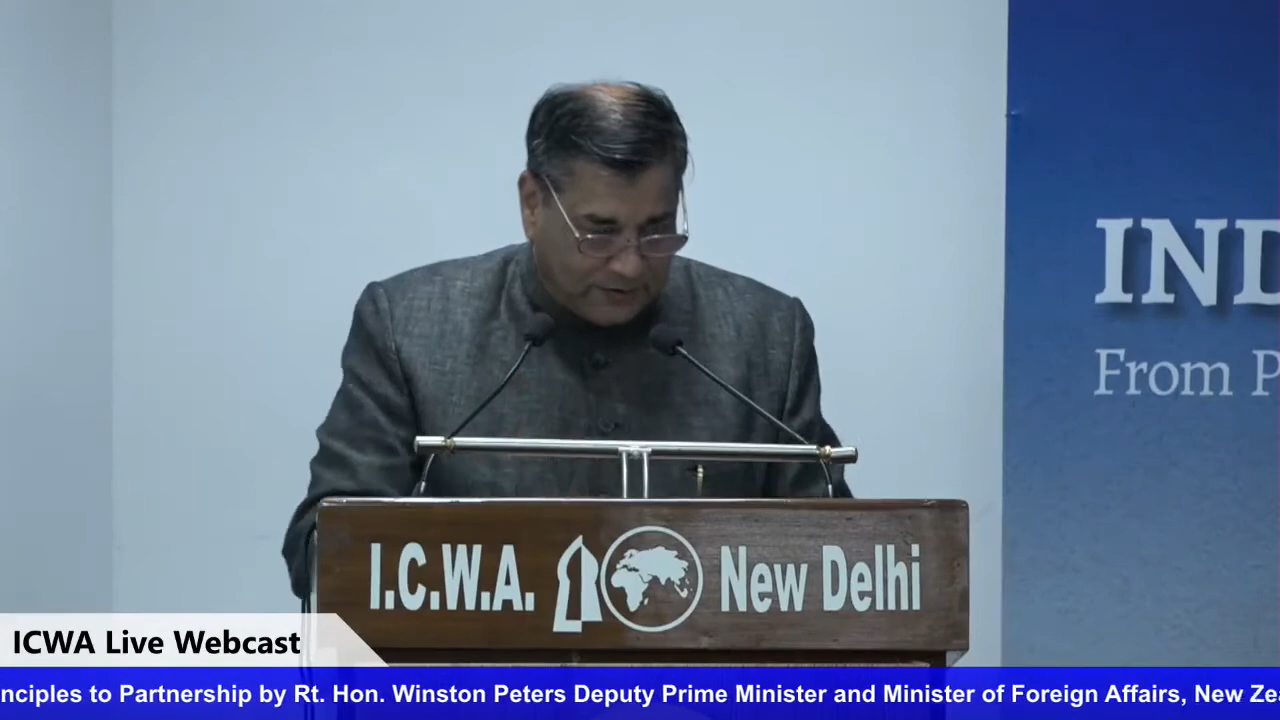 IND
From P
I.C.W.A. New Delhi
ICWA Live Webcast
nciples to Partnership by Rt. Hon. Winston Peters Deputy Prime Minister and Minister of Foreign Affairs, New Zea